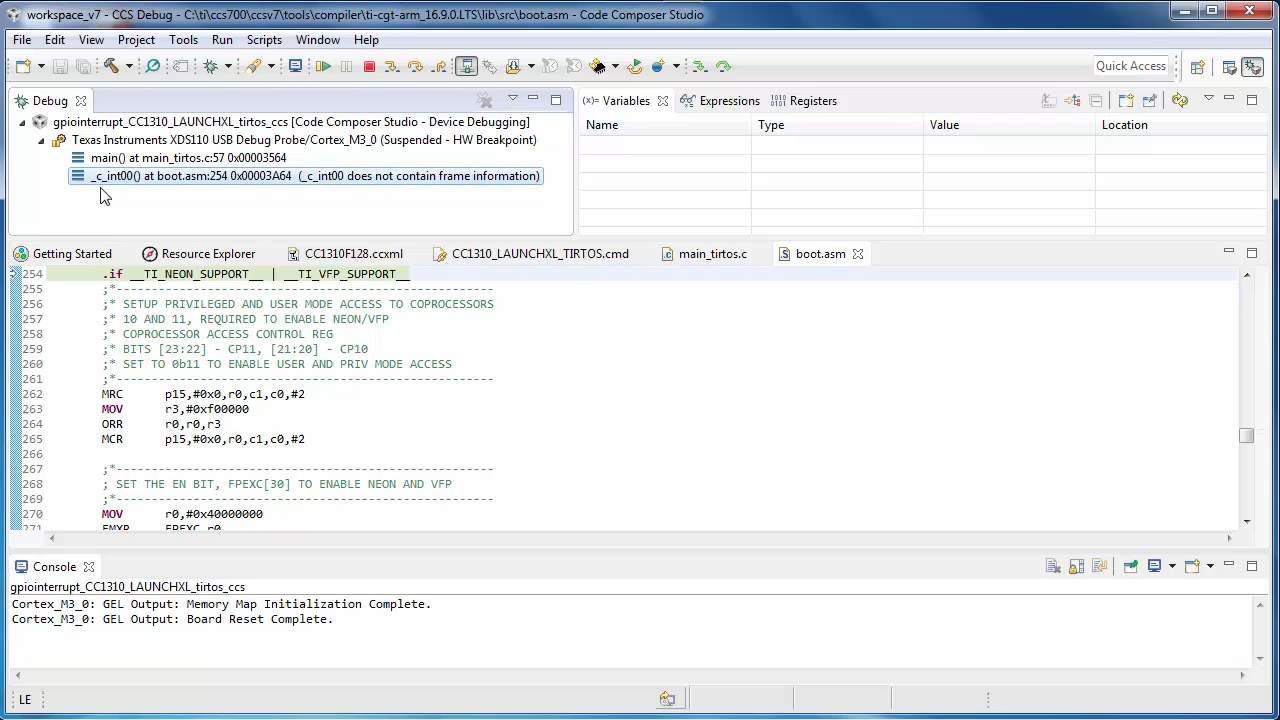 workspace_v7 - CCS Debug - C:\ti\ccs700\ccsv7\tools\compiler\ti-cgt-arm_16.9.0.LTS\lib\src\boot.asm - Code Composer Studio
File Edit View Project Tools Run Scripts Window Help
Quick Access
Debug
gpiointerrupt_CC1310_LAUNCHXL_tirtos_ccs [Code Composer Studio - Device Debugging]
Texas Instruments XDS110 USB Debug Probe/Cortex_M3_0 (Suspended - HW Breakpoint)
main() at main_tirtos.c:57 0x00003564
_c_int00() at boot.asm:254 0x00003A64 (_c_int00 does not contain frame information)
(x)= Variables Expressions Registers
Name Type Value Location
Getting Started Resource Explorer CC1310F128.ccxml CC1310_LAUNCHXL_TIRTOS.cmd main_tirtos.c boot.asm
254 .if __TI_NEON_SUPPORT__ | __TI_VFP_SUPPORT__
255 ;*--------------------------------------------------
256 ;* SETUP PRIVILEGED AND USER MODE ACCESS TO COPROCESSORS
257 ;* 10 AND 11, REQUIRED TO ENABLE NEON/VFP
258 ;* COPROCESSOR ACCESS CONTROL REG
259 ;* BITS [23:22] - CP11, [21:20] - CP10
260 ;* SET TO 0b11 TO ENABLE USER AND PRIV MODE ACCESS
261 ;*--------------------------------------------------
262 MRC p15,#0x0,r0,c1,c0,#2
263 MOV r3,#0xf00000
264 ORR r0,r0,r3
265 MCR p15,#0x0,r0,c1,c0,#2
266
267 ;*--------------------------------------------------
268 ; SET THE EN BIT, FPEXC[30] TO ENABLE NEON AND VFP
269 ;*--------------------------------------------------
270 MOV r0,#0x40000000
271 FMXR FPEXC,r0
Console
gpiointerrupt_CC1310_LAUNCHXL_tirtos_ccs
Cortex_M3_0: GEL Output: Memory Map Initialization Complete.
Cortex_M3_0: GEL Output: Board Reset Complete.
LE